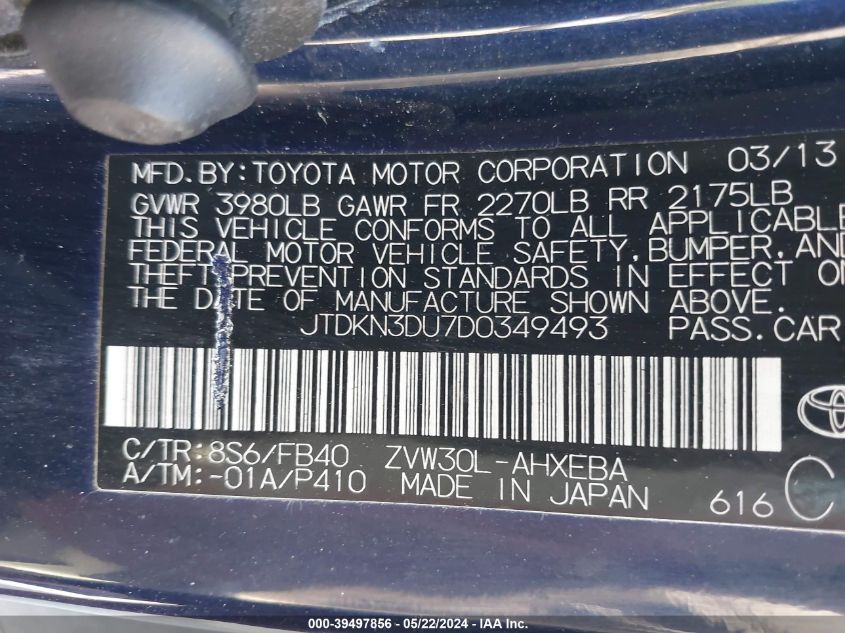 MFD.BY:TOYOTA MOTOR CORPORATION 03/13
GVWR 3980LB GAWR FR 2270LB RR 2175LB
THIS VEHICLE CONFORMS TO ALL APPLICABLE
FEDERAL MOTOR VEHICLE SAFETY,BUMPER,AND
THEFT PREVENTION STANDARDS IN EFFECT ON
THE DATE OF MANUFACTURE SHOWN ABOVE.
JTDKN3DU7D0349493 PASS.CAR
C/TR:8S6/FB40 ZVW30L-AHXEBA
A/TM:-01A/P410 MADE IN JAPAN 616 C
000-39497856 - 05/22/2024 - IAA Inc.